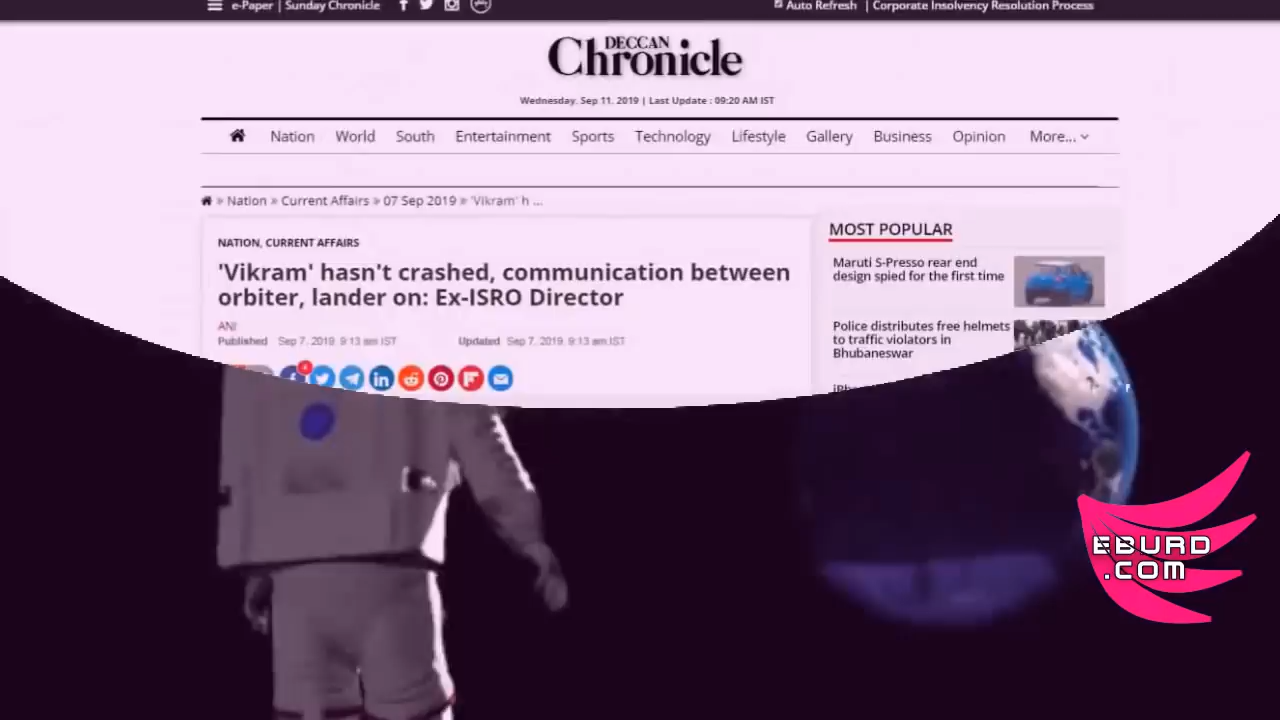 e-Paper | Sunday Chronicle
Auto Refresh | Corporate Insolvency Resolution Process
DECCAN
Chronicle
Wednesday, Sep 11, 2019 | Last Update : 09:20 AM IST
Nation World South Entertainment Sports Technology Lifestyle Gallery Business Opinion More...
» Nation » Current Affairs » 07 Sep 2019 » 'Vikram' h ...
NATION, CURRENT AFFAIRS
'Vikram' hasn't crashed, communication between
orbiter, lander on: Ex-ISRO Director
ANI
Published Sep 7, 2019, 9:13 am IST Updated Sep 7, 2019, 9:13 am IST
MOST POPULAR
Maruti S-Presso rear end
design spied for the first time
Police distributes free helmets
to traffic violators in
Bhubaneswar
EBURD
.COM